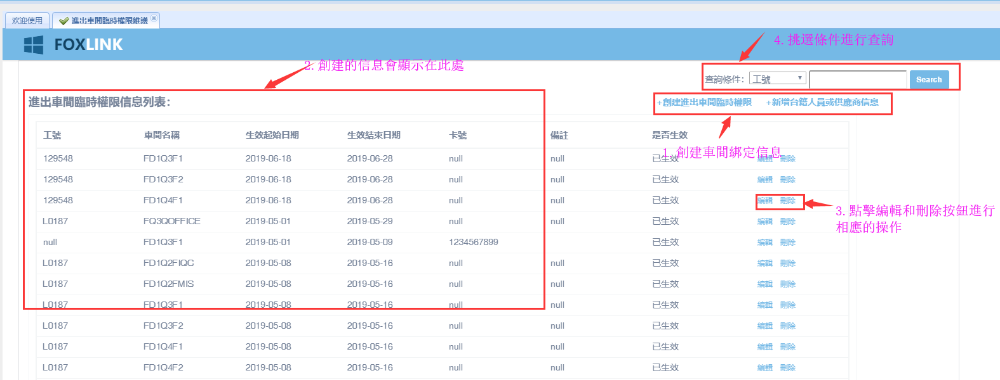 欢迎使用 進出車間臨時權限維護
FOXLINK
4. 挑選條件進行查詢
2. 創建的信息會顯示在此處
查詢條件： 工號 Search
進出車間臨時權限信息列表：
+創建進出車間臨時權限 +新增台籍人員或供應商信息
工號 車間名稱 生效起始日期 生效結束日期 卡號 備註 是否生效
1. 創建車間綁定信息
129548 FD1Q3F1 2019-06-18 2019-06-28 null null 已生效 編輯 刪除
129548 FD1Q3F2 2019-06-18 2019-06-28 null null 已生效 編輯 刪除
129548 FD1Q4F1 2019-06-18 2019-06-28 null null 已生效 編輯 刪除
3. 點擊編輯和刪除按鈕進行
相應的操作
L0187 FQ3QOFFICE 2019-05-01 2019-05-29 null null 已生效 編輯 刪除
null FD1Q3F1 2019-05-01 2019-05-09 1234567899 已生效 編輯 刪除
L0187 FD1Q2FIQC 2019-05-08 2019-05-16 null null 已生效 編輯 刪除
L0187 FD1Q2FMIS 2019-05-08 2019-05-16 null null 已生效 編輯 刪除
L0187 FD1Q3F1 2019-05-08 2019-05-16 null null 已生效 編輯 刪除
L0187 FD1Q3F2 2019-05-08 2019-05-16 null null 已生效 編輯 刪除
L0187 FD1Q4F1 2019-05-08 2019-05-16 null null 已生效 編輯 刪除
L0187 FD1Q4F2 2019-05-08 2019-05-16 null null 已生效 編輯 刪除